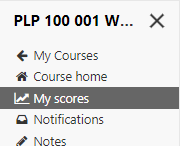 PLP 100 001 W...
My Courses
Course home
My scores
Notifications
Notes